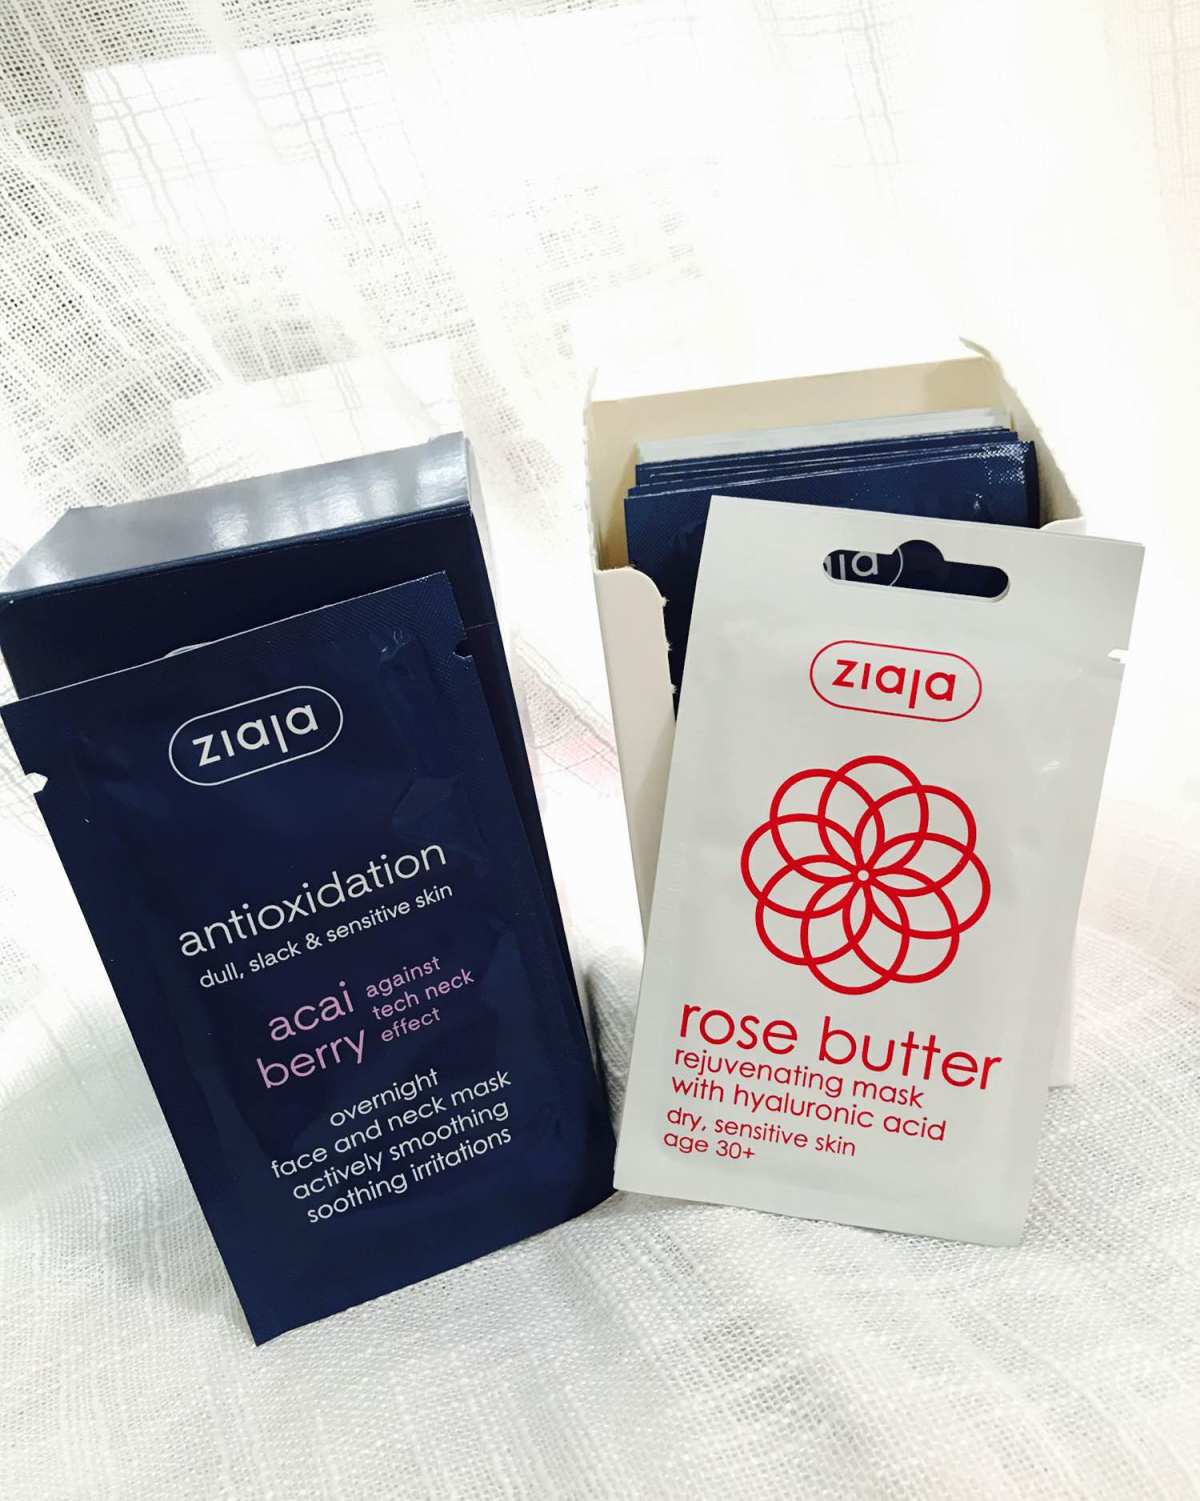 ziaja
antioxidation
dull, slack & sensitive skin
acai
berry
against
tech neck
effect
overnight
face and neck mask
actively smoothing
soothing irritations
ziaja
rose butter
rejuvenating mask
with hyaluronic acid
dry, sensitive skin
age 30+